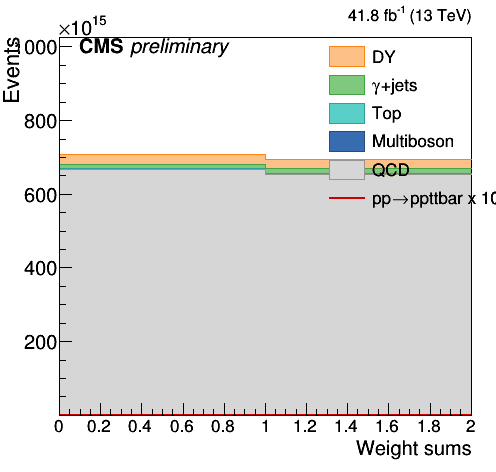 41.8 fb⁻¹ (13 TeV)
×10¹⁵
CMS preliminary
Events
1000
800
600
400
200
DY
γ+jets
Top
Multiboson
QCD
pp→ppttbar x 10
0 0.2 0.4 0.6 0.8 1 1.2 1.4 1.6 1.8 2
Weight sums